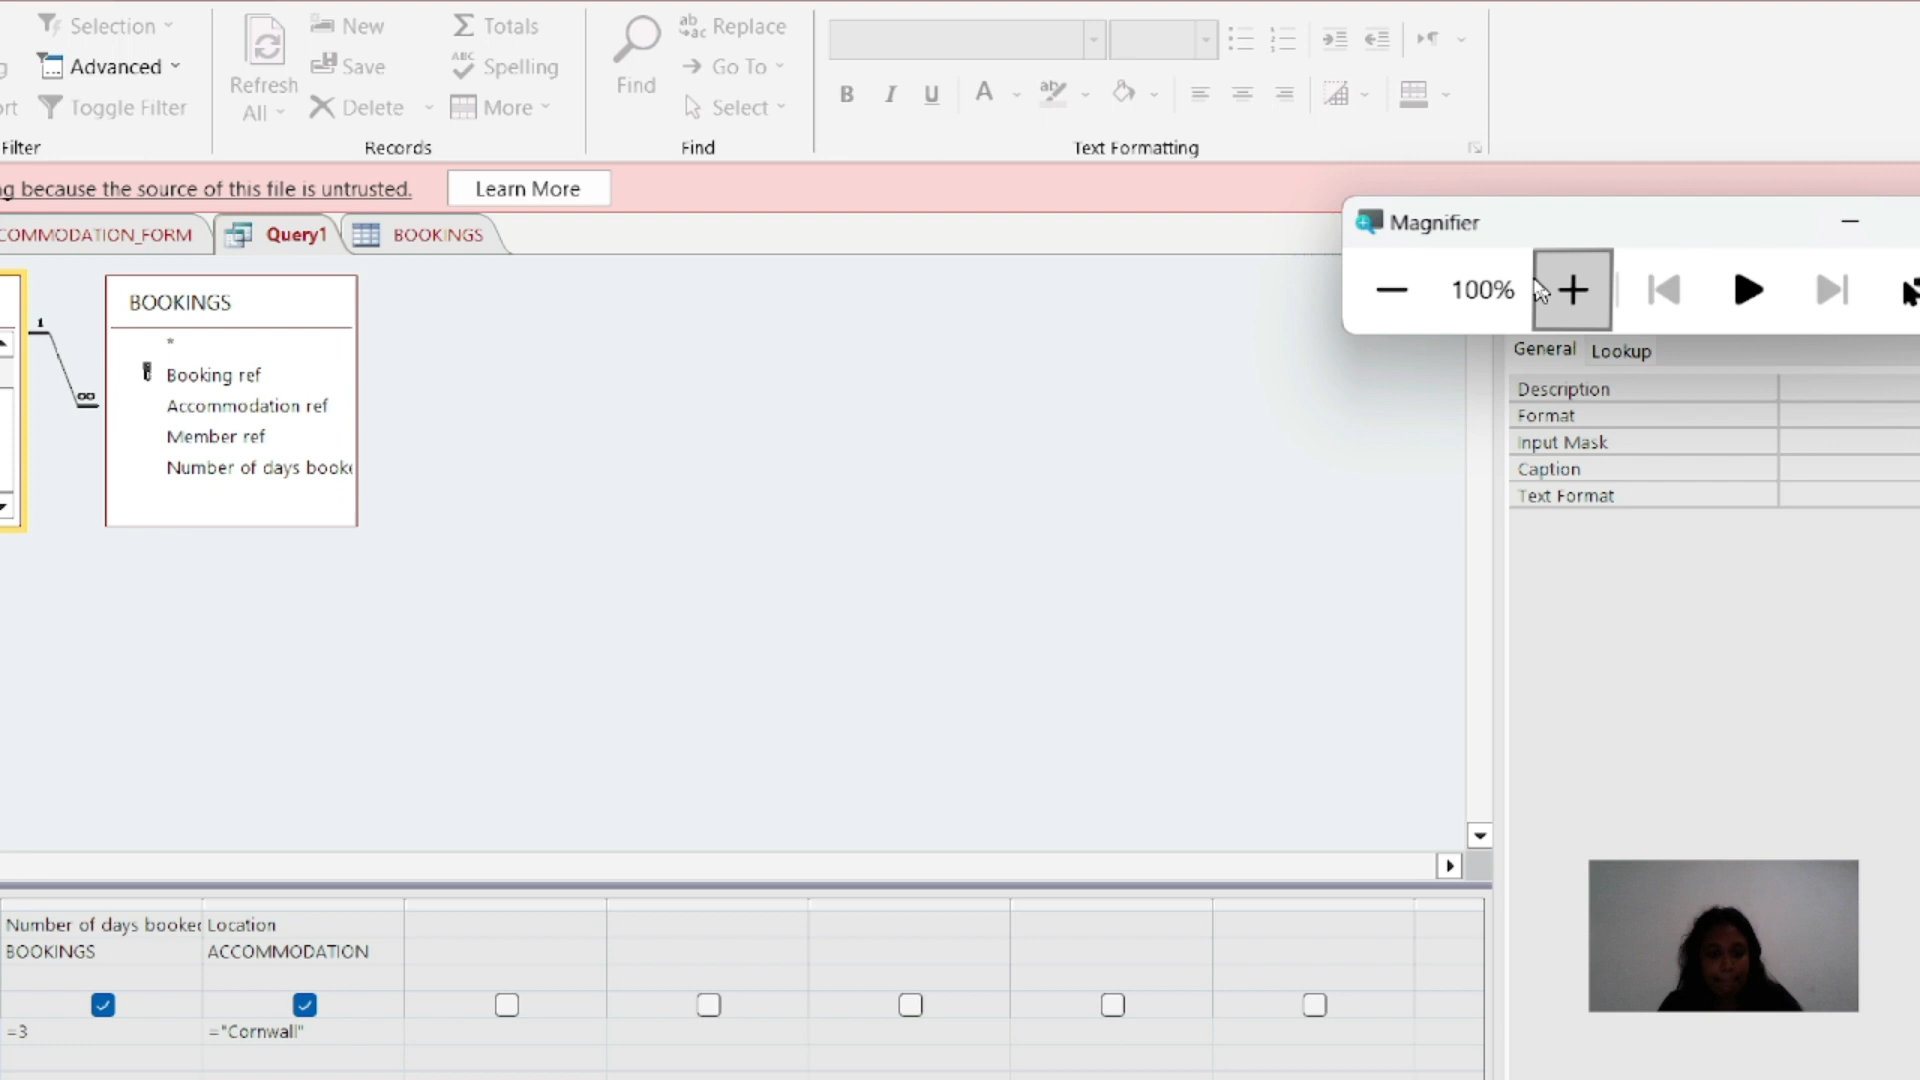 Selection
Advanced
Toggle Filter
Filter
Refresh
All
New
Save
Delete
Totals
Spelling
More
Records
Find
Replace
Go To
Select
Find
B I U A
Text Formatting
g because the source of this file is untrusted.
Learn More
COMMODATION_FORM
Query1
BOOKINGS
Magnifier
100%
1
∞
BOOKINGS
*
Booking ref
Accommodation ref
Member ref
Number of days booke
General
Lookup
Description
Format
Input Mask
Caption
Text Format
Number of days booked
Location
BOOKINGS
ACCOMMODATION
=3
="Cornwall"